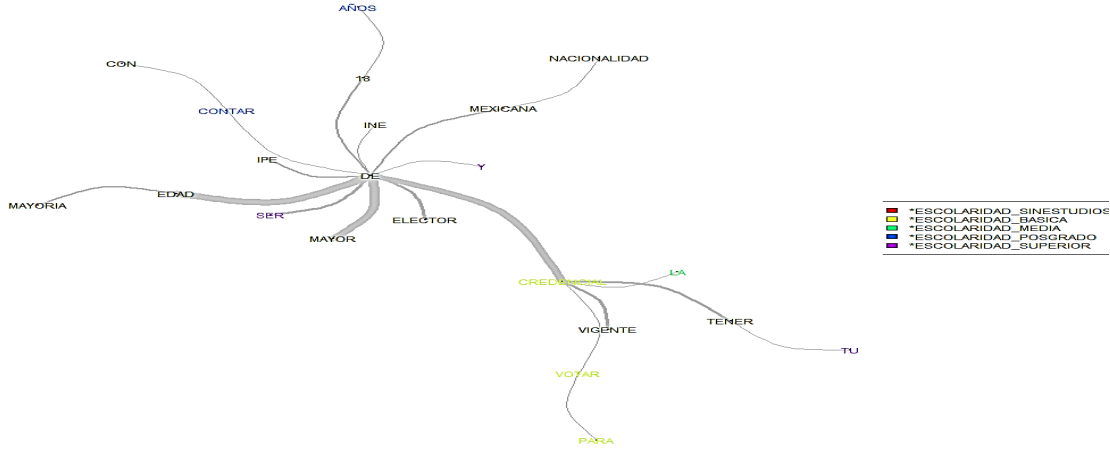 AÑOS
NACIONALIDAD
CON
18
CONTAR
MEXICANA
INE
IPE
Y
DE
EDAD
MAYORIA
SER
ELECTOR
MAYOR
*ESCOLARIDAD_SINESTUDIOS
*ESCOLARIDAD_BASICA
*ESCOLARIDAD_MEDIA
*ESCOLARIDAD_POSGRADO
*ESCOLARIDAD_SUPERIOR
LA
CREDENCIAL
TENER
VIGENTE
TU
VOTAR
PARA